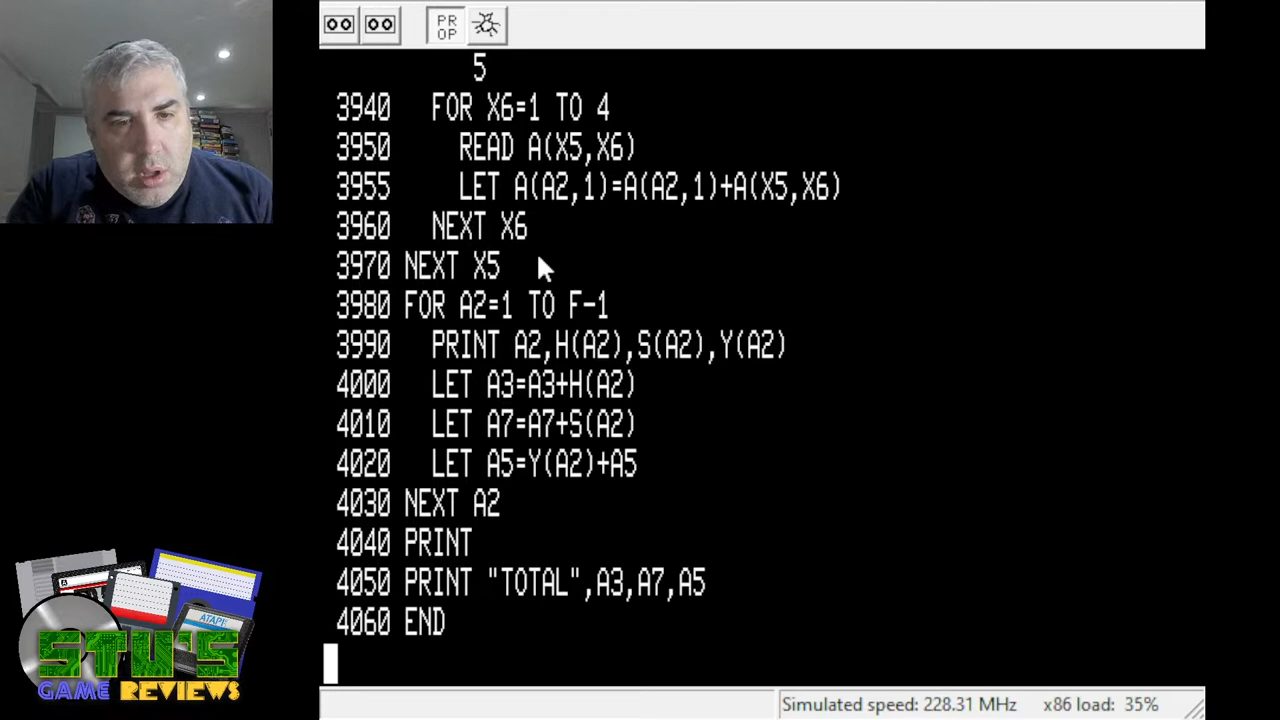 PR
OP
5
3940 FOR X6=1 TO 4
3950 READ A(X5,X6)
3955 LET A(A2,1)=A(A2,1)+A(X5,X6)
3960 NEXT X6
3970 NEXT X5
3980 FOR A2=1 TO F-1
3990 PRINT A2,H(A2),S(A2),Y(A2)
4000 LET A3=A3+H(A2)
4010 LET A7=A7+S(A2)
4020 LET A5=Y(A2)+A5
4030 NEXT A2
4040 PRINT
4050 PRINT "TOTAL",A3,A7,A5
4060 END
ATARI
STU'S
GAME REVIEWS
Simulated speed: 228.31 MHz x86 load: 35%